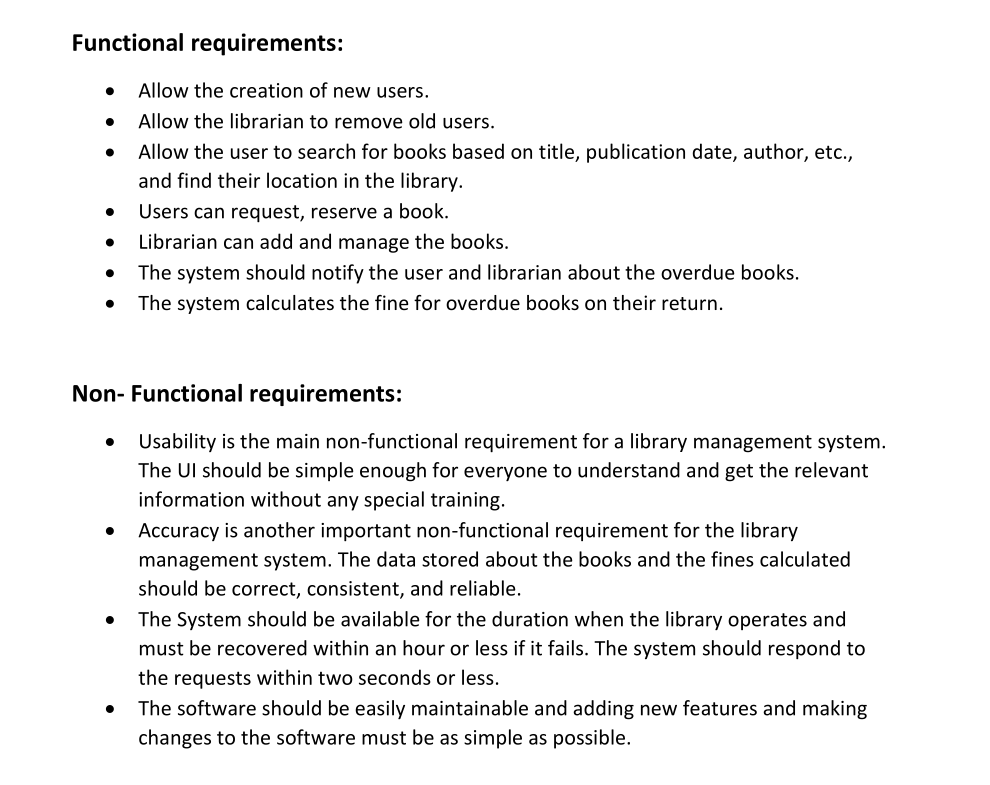 Functional requirements:
• Allow the creation of new users.
• Allow the librarian to remove old users.
• Allow the user to search for books based on title, publication date, author, etc.,
and find their location in the library.
• Users can request, reserve a book.
• Librarian can add and manage the books.
• The system should notify the user and librarian about the overdue books.
• The system calculates the fine for overdue books on their return.
Non- Functional requirements:
• Usability is the main non-functional requirement for a library management system.
The UI should be simple enough for everyone to understand and get the relevant
information without any special training.
• Accuracy is another important non-functional requirement for the library
management system. The data stored about the books and the fines calculated
should be correct, consistent, and reliable.
• The System should be available for the duration when the library operates and
must be recovered within an hour or less if it fails. The system should respond to
the requests within two seconds or less.
• The software should be easily maintainable and adding new features and making
changes to the software must be as simple as possible.